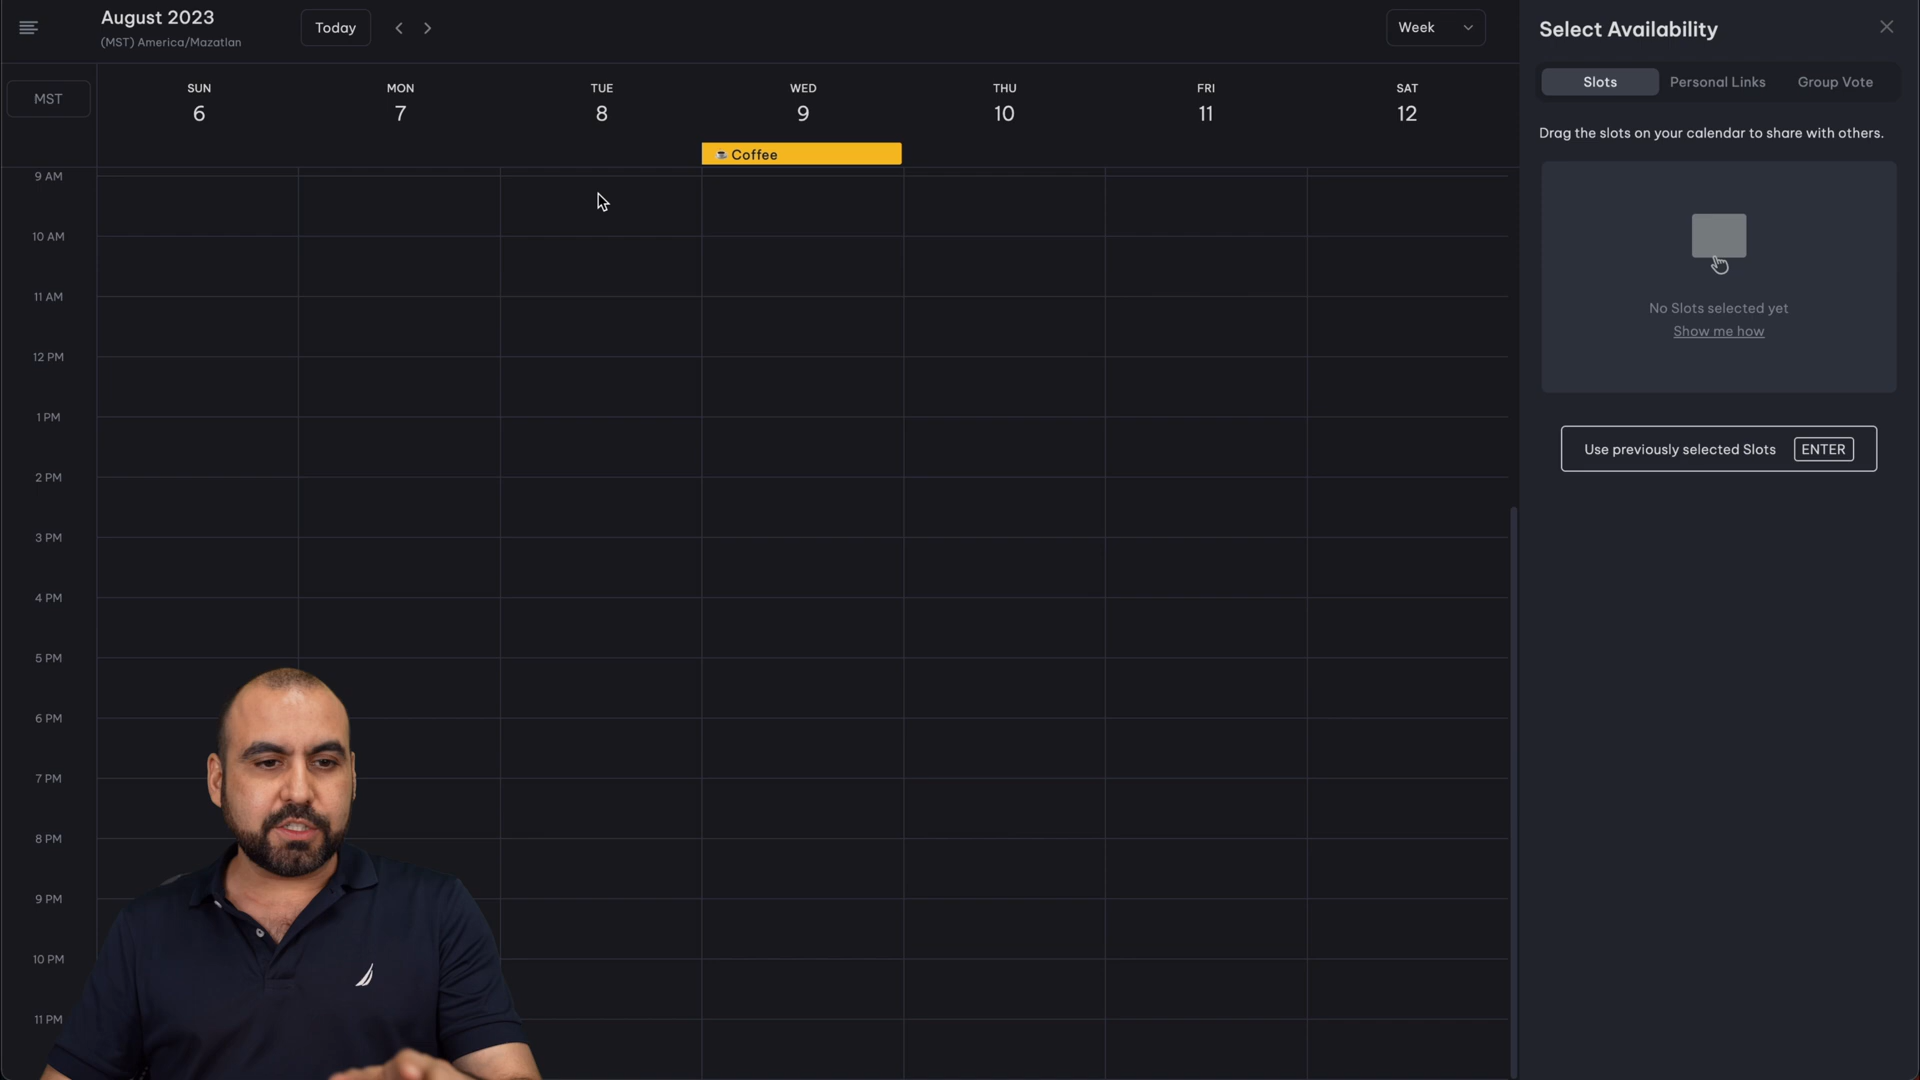 August 2023
(MST) America/Mazatlan
Today
Week
MST
SUN
6
MON
7
TUE
8
WED
9
THU
10
FRI
11
SAT
12
Coffee
9 AM
10 AM
11 AM
12 PM
1 PM
2 PM
3 PM
4 PM
5 PM
6 PM
7 PM
8 PM
9 PM
10 PM
11 PM
Select Availability
Slots
Personal Links
Group Vote
Drag the slots on your calendar to share with others.
No Slots selected yet
Show me how
Use previously selected Slots ENTER